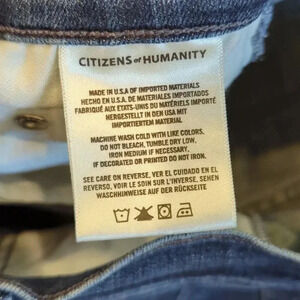 CITIZENS of HUMANITY
MADE IN U.S.A OF IMPORTED MATERIALS
HECHO EN U.S.A. DE MATERIALES IMPORTADOS
FABRIQUÉ AUX ETATS-UNIS DU MATÉRIELS IMPORTÉ
HERGESTELLT IN DEN USA MIT
IMPORTIERTEM MATERIAL
MACHINE WASH COLD WITH LIKE COLORS.
DO NOT BLEACH, TUMBLE DRY LOW.
IRON MEDIUM IF NECESSARY.
IF DECORATED OR PRINTED DO NOT IRON.
SEE CARE ON REVERSE, VER EL CUIDADO EN EL
REVERSO, VOIR LE SOIN SUR L'INVERSE, SEHEN
WASCHHINWEISE AUF DER RÜCKSEITE